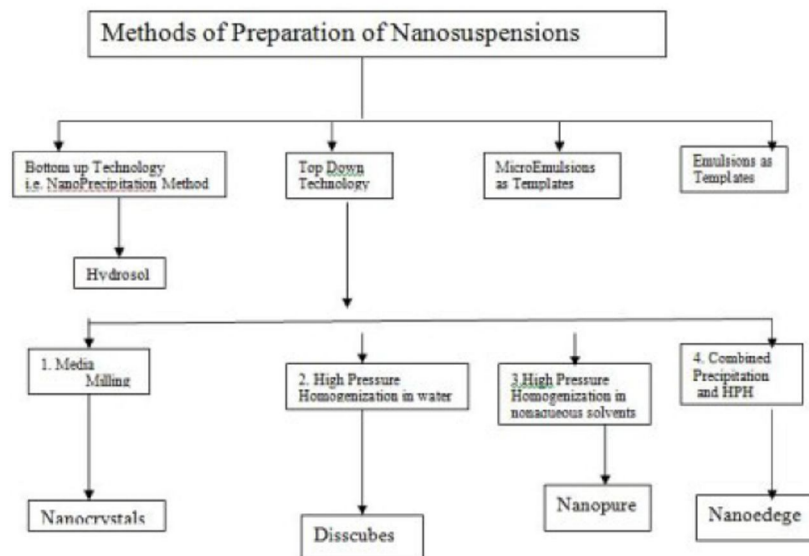 Methods of Preparation of Nanosuspensions
Bottom up Technology
i.e. NanoPrecipitation Method
Top Down
Technology
MicroEmulsions
as Templates
Emulsions as
Templates
Hydrosol
1. Media
Milling
2. High Pressure
Homogenization in water
3.High Pressure
Homogenization in
nonaqueous solvents
4. Combined
Precipitation
and HPH
Nanocrystals
Disscubes
Nanopure
Nanoedege